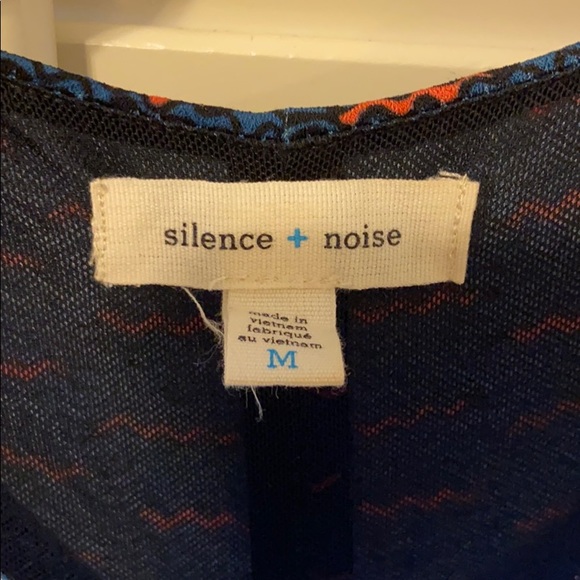 silence + noise
made in
vietnam
fabriqué
au vietnam
M